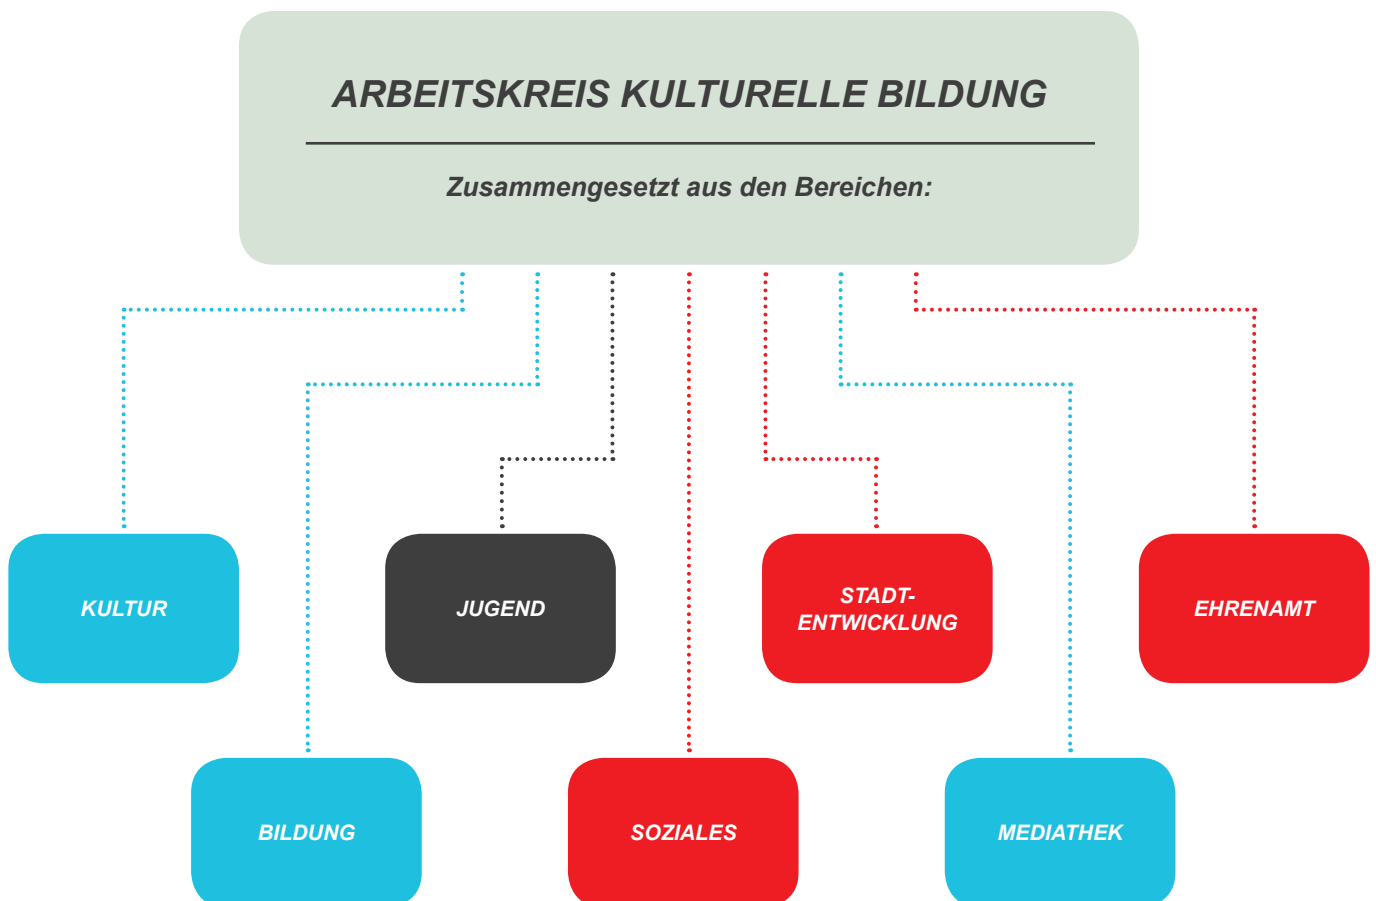 ARBEITSKREIS KULTURELLE BILDUNG
Zusammengesetzt aus den Bereichen:
KULTUR
JUGEND
STADT-
ENTWICKLUNG
EHRENAMT
BILDUNG
SOZIALES
MEDIATHEK